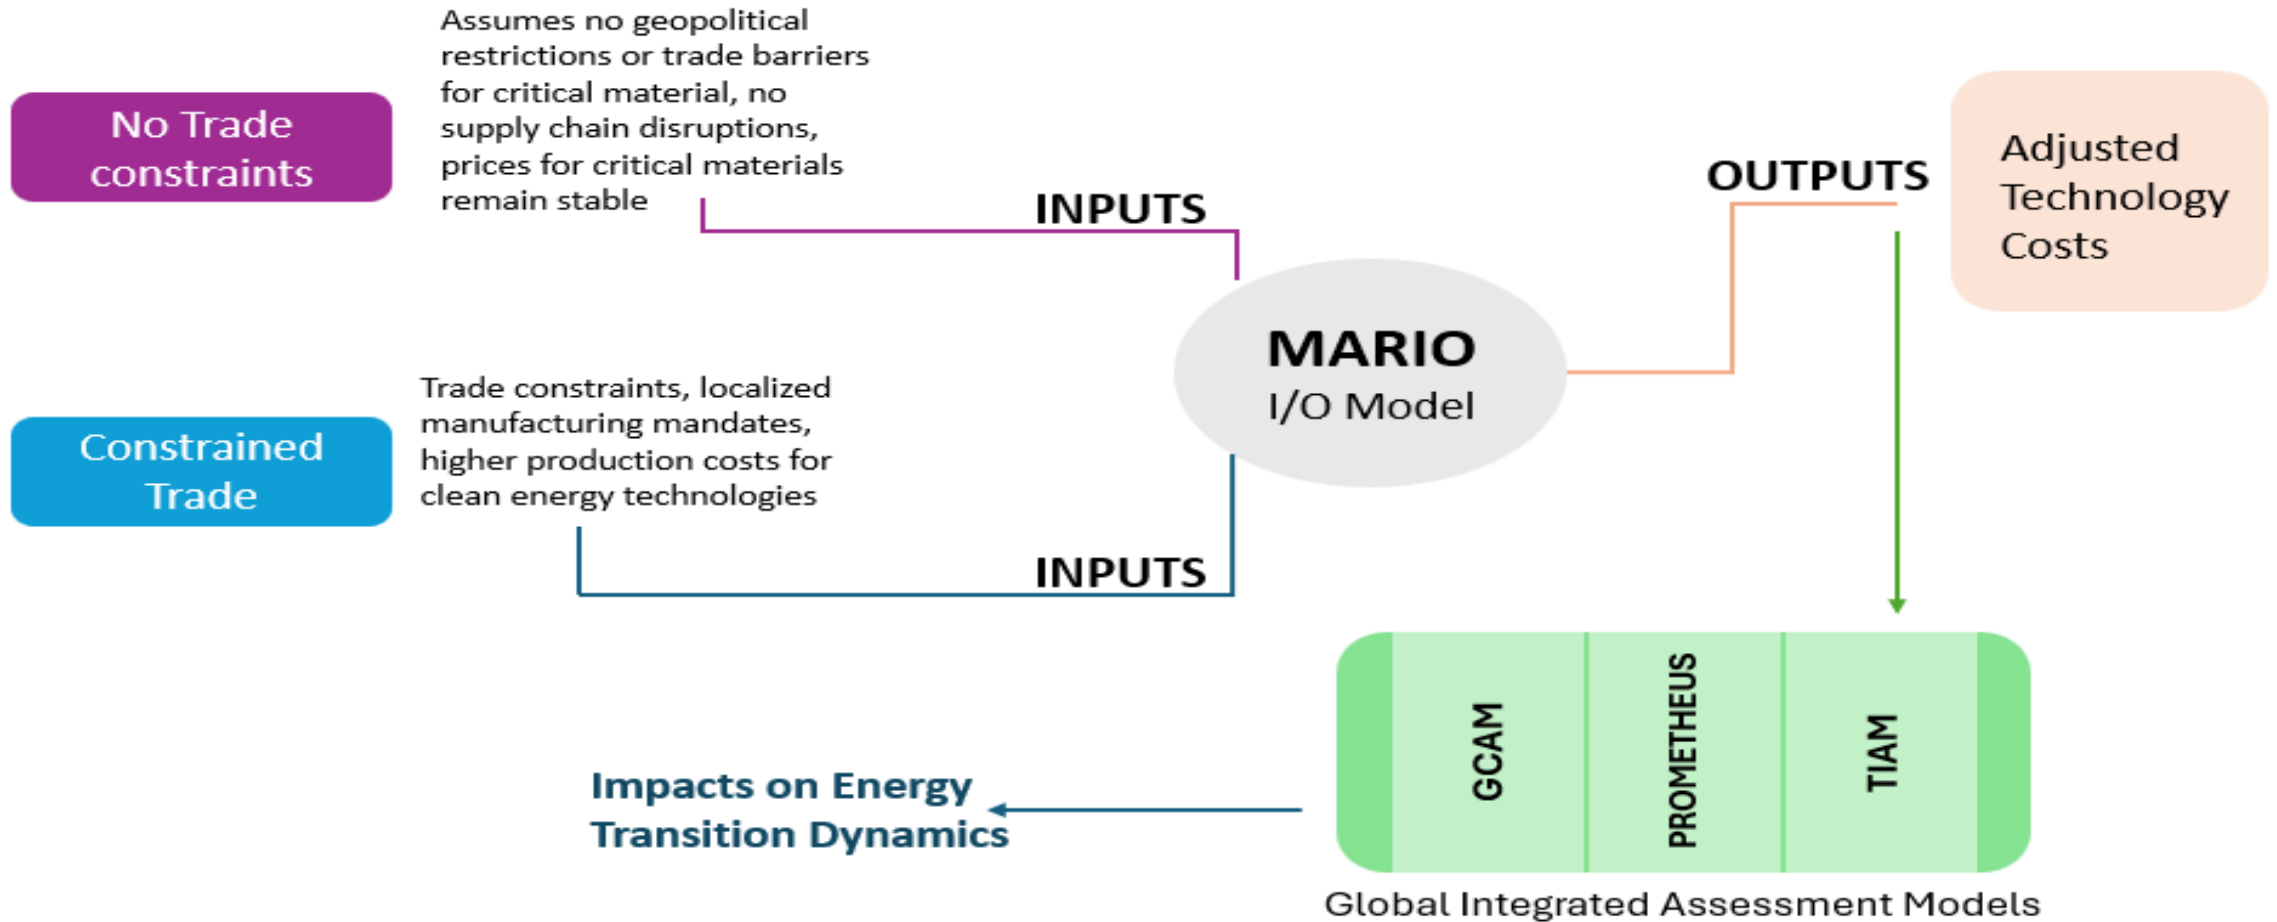 No Trade
constraints
Assumes no geopolitical
restrictions or trade barriers
for critical material, no
supply chain disruptions,
prices for critical materials
remain stable
INPUTS
OUTPUTS
Adjusted
Technology
Costs
MARIO
I/O Model
Constrained
Trade
Trade constraints, localized
manufacturing mandates,
higher production costs for
clean energy technologies
INPUTS
GCAM
PROMETHEUS
TIAM
Global Integrated Assessment Models
Impacts on Energy
Transition Dynamics